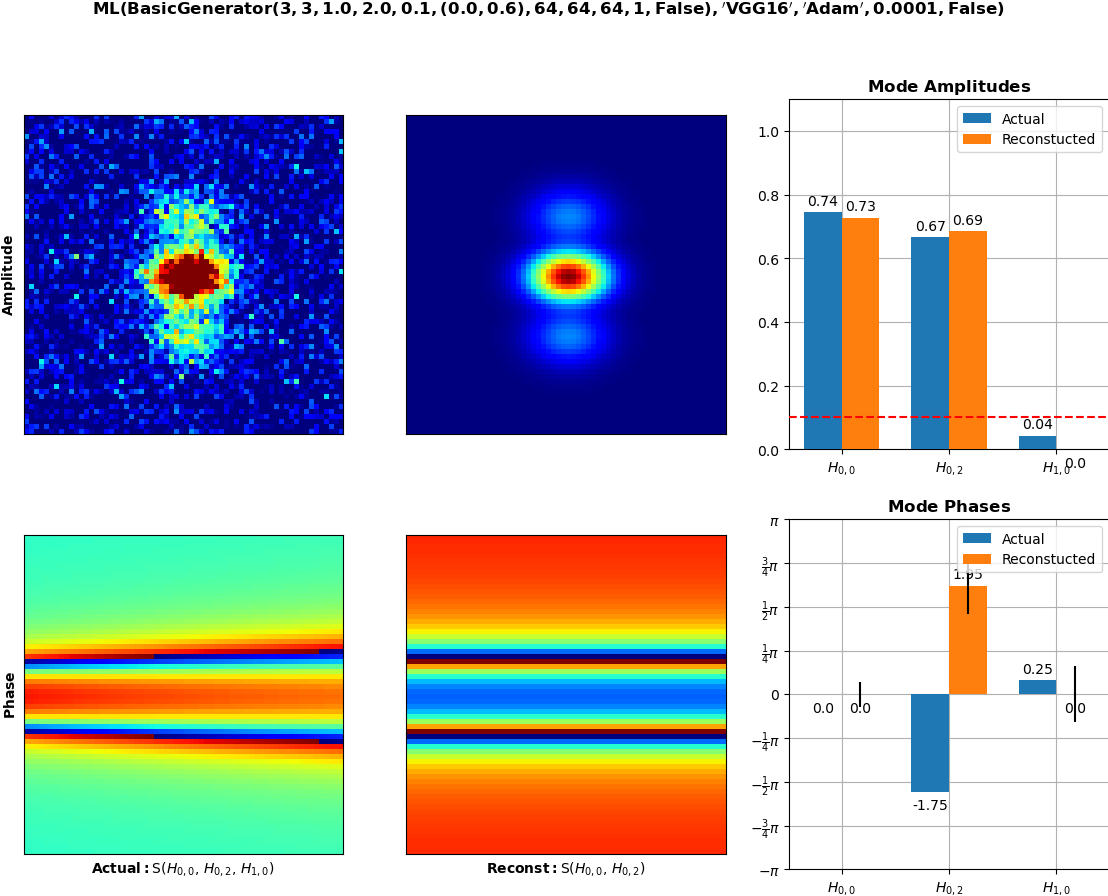 ML(BasicGenerator(3, 3, 1.0, 2.0, 0.1, (0.0, 0.6), 64, 64, 64, 1, False), ′VGG16′, ′Adam′, 0.0001, False)
Amplitude
Mode Amplitudes
Actual
Reconstucted
1.0
0.8
0.6
0.4
0.2
0.0
0.74
0.73
0.67
0.69
0.04
0.0
H0,0
H0,2
H1,0
Phase
Actual: S(H0,0, H0,2, H1,0)
Reconst: S(H0,0, H0,2)
Mode Phases
Actual
Reconstucted
π
3/4π
1/2π
1/4π
0
−1/4π
−1/2π
−3/4π
−π
0.0
0.0
-1.75
1.95
0.25
0.0
H0,0
H0,2
H1,0